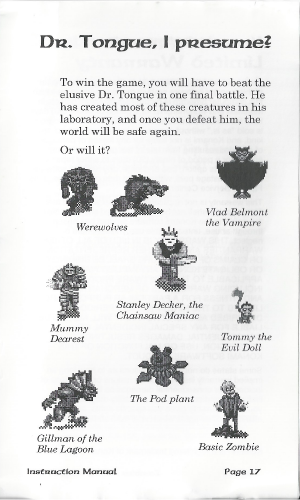 Dr. Tongue, I presume?
To win the game, you will have to beat the
elusive Dr. Tongue in one final battle. He
has created most of these creatures in his
laboratory, and once you defeat him, the
world will be safe again.
Or will it?
Werewolves
Vlad Belmont
the Vampire
Stanley Decker, the
Chainsaw Maniac
Mummy
Dearest
Tommy the
Evil Doll
The Pod plant
Gillman of the
Blue Lagoon
Basic Zombie
Instruction Manual
Page 17